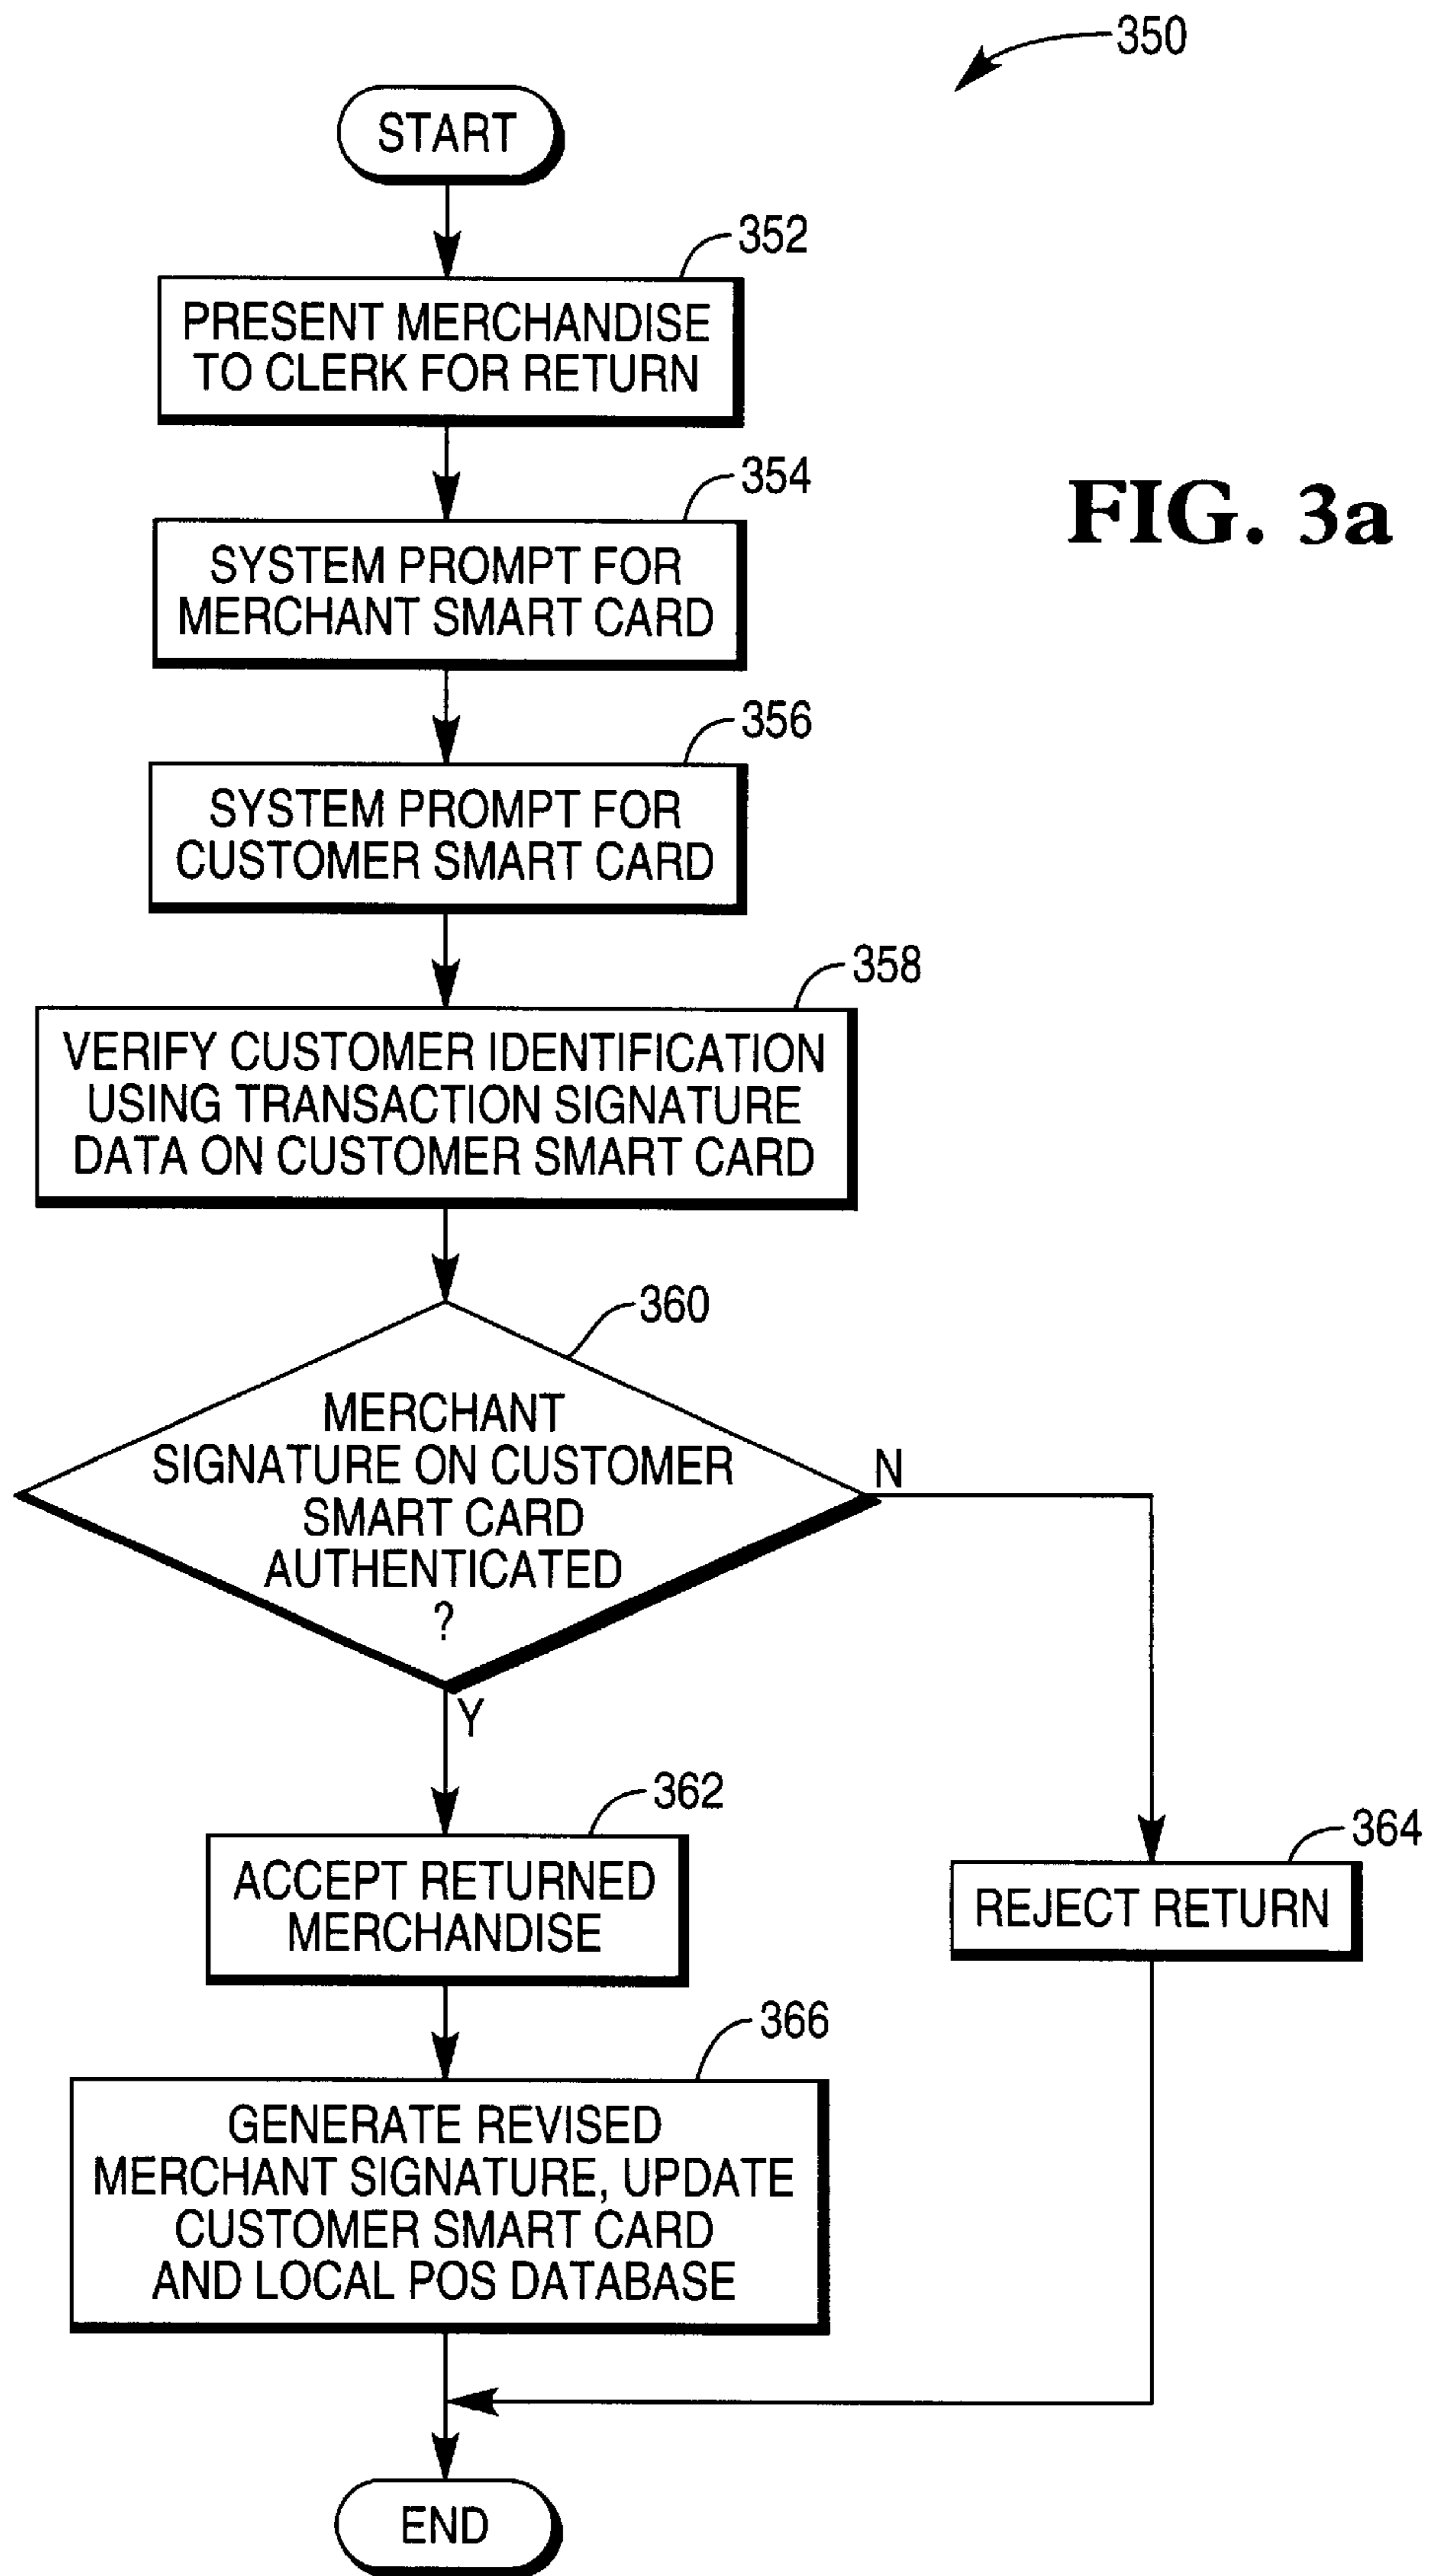 350
START
352
PRESENT MERCHANDISE
TO CLERK FOR RETURN
354
FIG. 3a
SYSTEM PROMPT FOR
MERCHANT SMART CARD
356
SYSTEM PROMPT FOR
CUSTOMER SMART CARD
358
VERIFY CUSTOMER IDENTIFICATION
USING TRANSACTION SIGNATURE
DATA ON CUSTOMER SMART CARD
360
MERCHANT
SIGNATURE ON CUSTOMER
SMART CARD
AUTHENTICATED
?
N
Y
362
ACCEPT RETURNED
MERCHANDISE
364
REJECT RETURN
366
GENERATE REVISED
MERCHANT SIGNATURE, UPDATE
CUSTOMER SMART CARD
AND LOCAL POS DATABASE
END